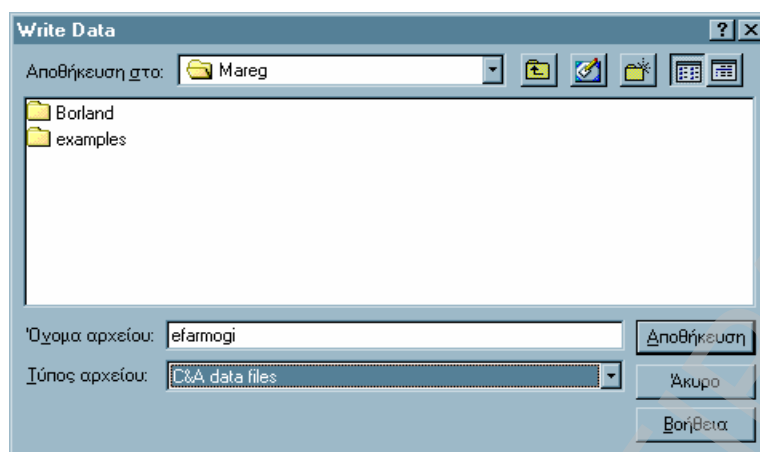 Write Data
Αποθήκευση στο: Mareg
Borland
examples
Όνομα αρχείου: efarmogi Αποθήκευση
Τύπος αρχείου: C&A data files Άκυρο
Βοήθεια